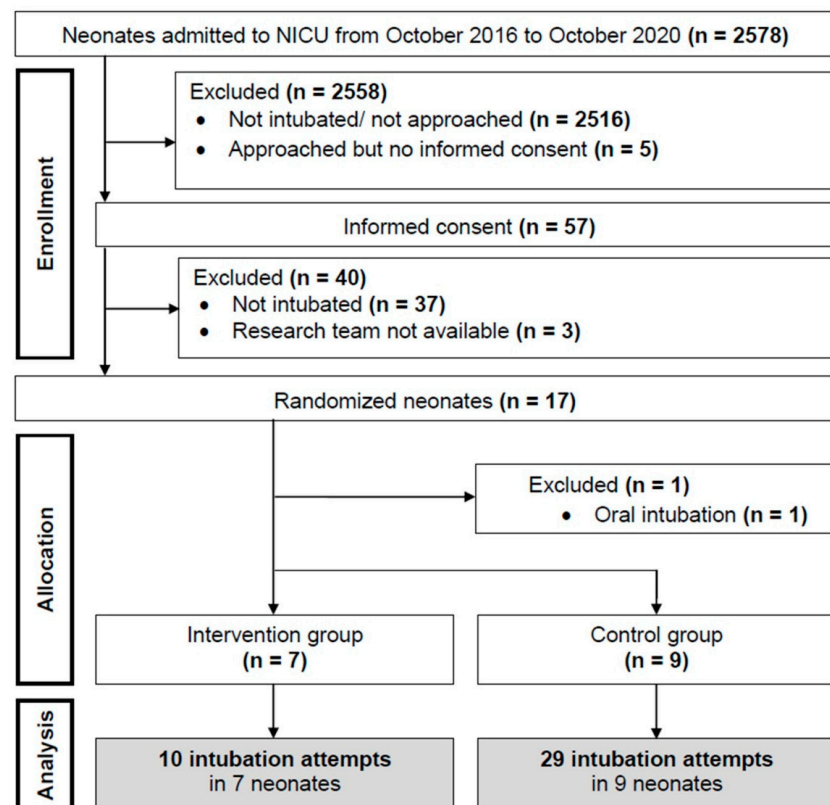 Neonates admitted to NICU from October 2016 to October 2020 (n = 2578)
Enrollment
Excluded (n = 2558)
• Not intubated/ not approached (n = 2516)
• Approached but no informed consent (n = 5)
Informed consent (n = 57)
Excluded (n = 40)
• Not intubated (n = 37)
• Research team not available (n = 3)
Randomized neonates (n = 17)
Allocation
Excluded (n = 1)
• Oral intubation (n = 1)
Intervention group
(n = 7)
Control group
(n = 9)
Analysis
10 intubation attempts
in 7 neonates
29 intubation attempts
in 9 neonates